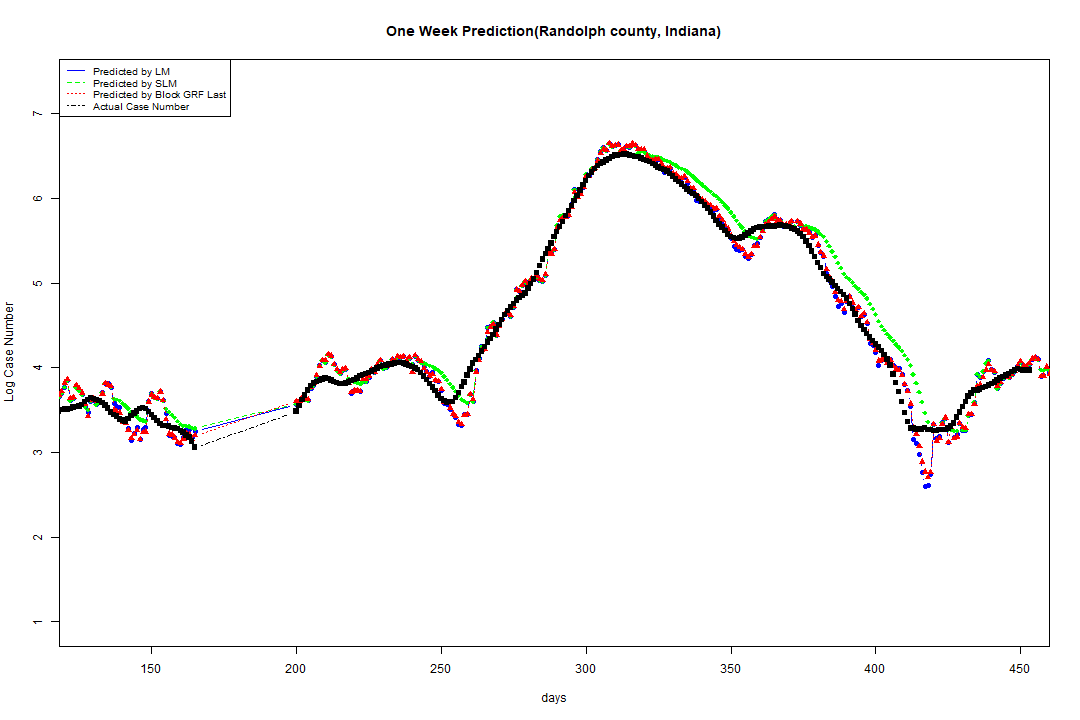 One Week Prediction(Randolph county, Indiana)
Predicted by LM
Predicted by SLM
Predicted by Block GRF Last
Actual Case Number
Log Case Number
7
6
5
4
3
2
1
150 200 250 300 350 400 450
days